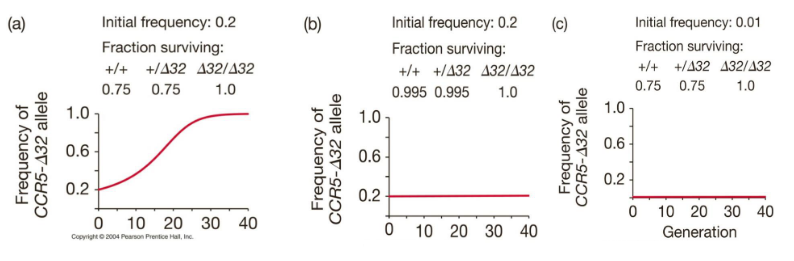 (a)
Initial frequency: 0.2
Fraction surviving:
+/+ +/Δ32 Δ32/Δ32
0.75 0.75 1.0
Frequency of
CCR5-Δ32 allele
1.0
0.6
0.2
0 10 20 30 40
Copyright © 2004 Pearson Prentice Hall, Inc.
(b)
Initial frequency: 0.2
Fraction surviving:
+/+ +/Δ32 Δ32/Δ32
0.995 0.995 1.0
Frequency of
CCR5-Δ32 allele
1.0
0.6
0.2
0 10 20 30 40
(c)
Initial frequency: 0.01
Fraction surviving:
+/+ +/Δ32 Δ32/Δ32
0.75 0.75 1.0
Frequency of
CCR5-Δ32 allele
1.0
0.6
0.2
0 10 20 30 40
Generation